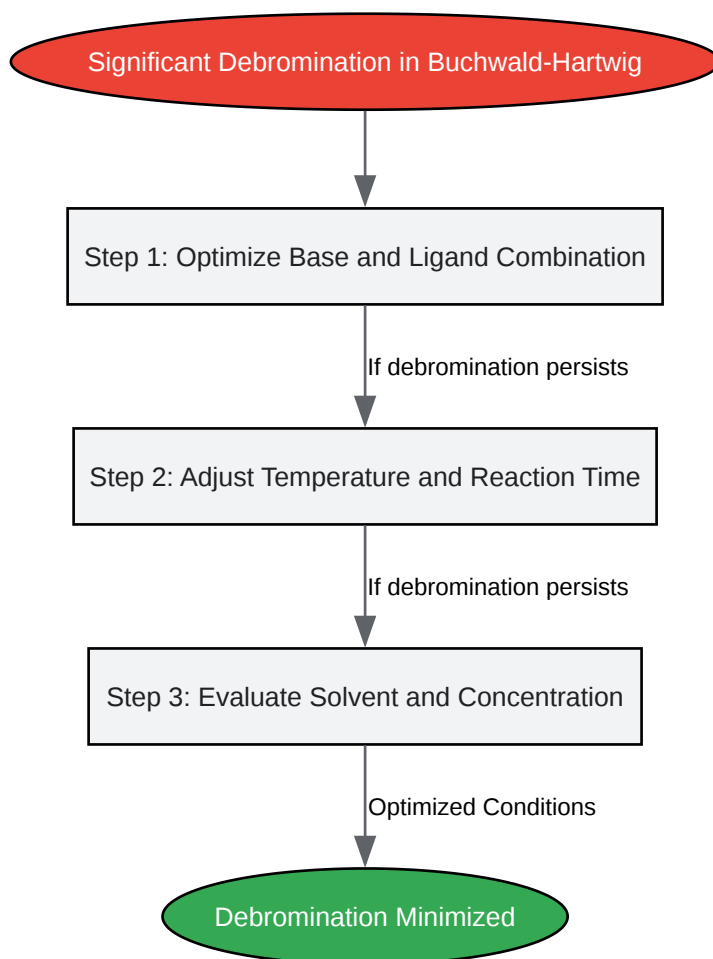 Significant Debromination in Buchwald-Hartwig
Step 1: Optimize Base and Ligand Combination
If debromination persists
Step 2: Adjust Temperature and Reaction Time
If debromination persists
Step 3: Evaluate Solvent and Concentration
Optimized Conditions
Debromination Minimized